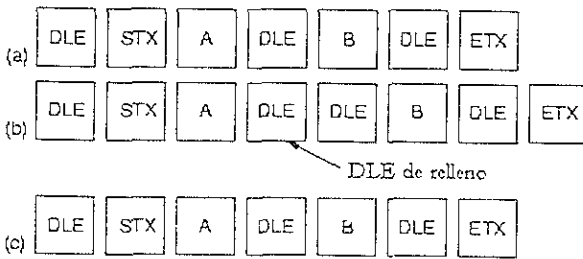 (a) DLE STX A DLE B DLE ETX
(b) DLE STX A DLE DLE B DLE ETX
DLE de relleno
(c) DLE STX A DLE B DLE ETX